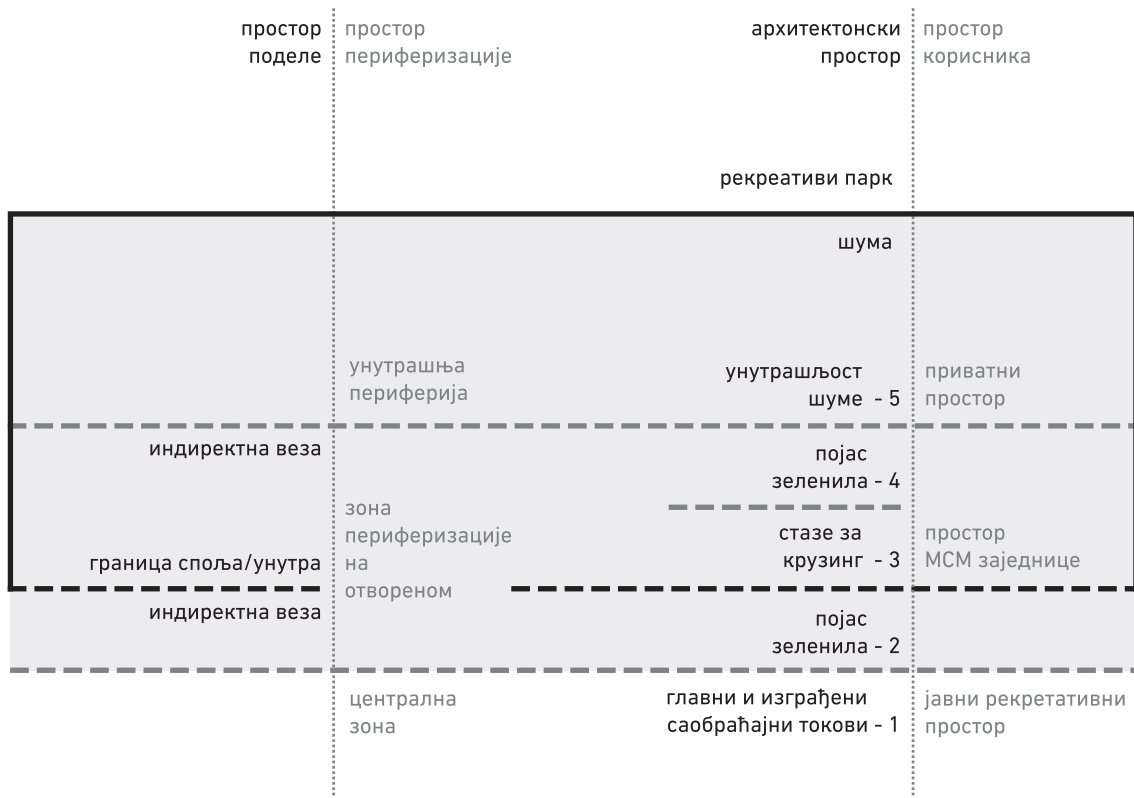 простор
поделе
простор
периферизације
архитектонски
простор
простор
корисника
рекреативи парк
шума
унутрашња
периферија
унутрашљост
шуме - 5
приватни
простор
индиректна веза
појас
зеленила - 4
зона
периферизације
на
отвореном
стазе за
крузинг - 3
простор
МСМ заједнице
граница споља/унутра
индиректна веза
појас
зеленила - 2
централна
зона
главни и изграђени
саобраћајни токови - 1
јавни рекретативни
простор